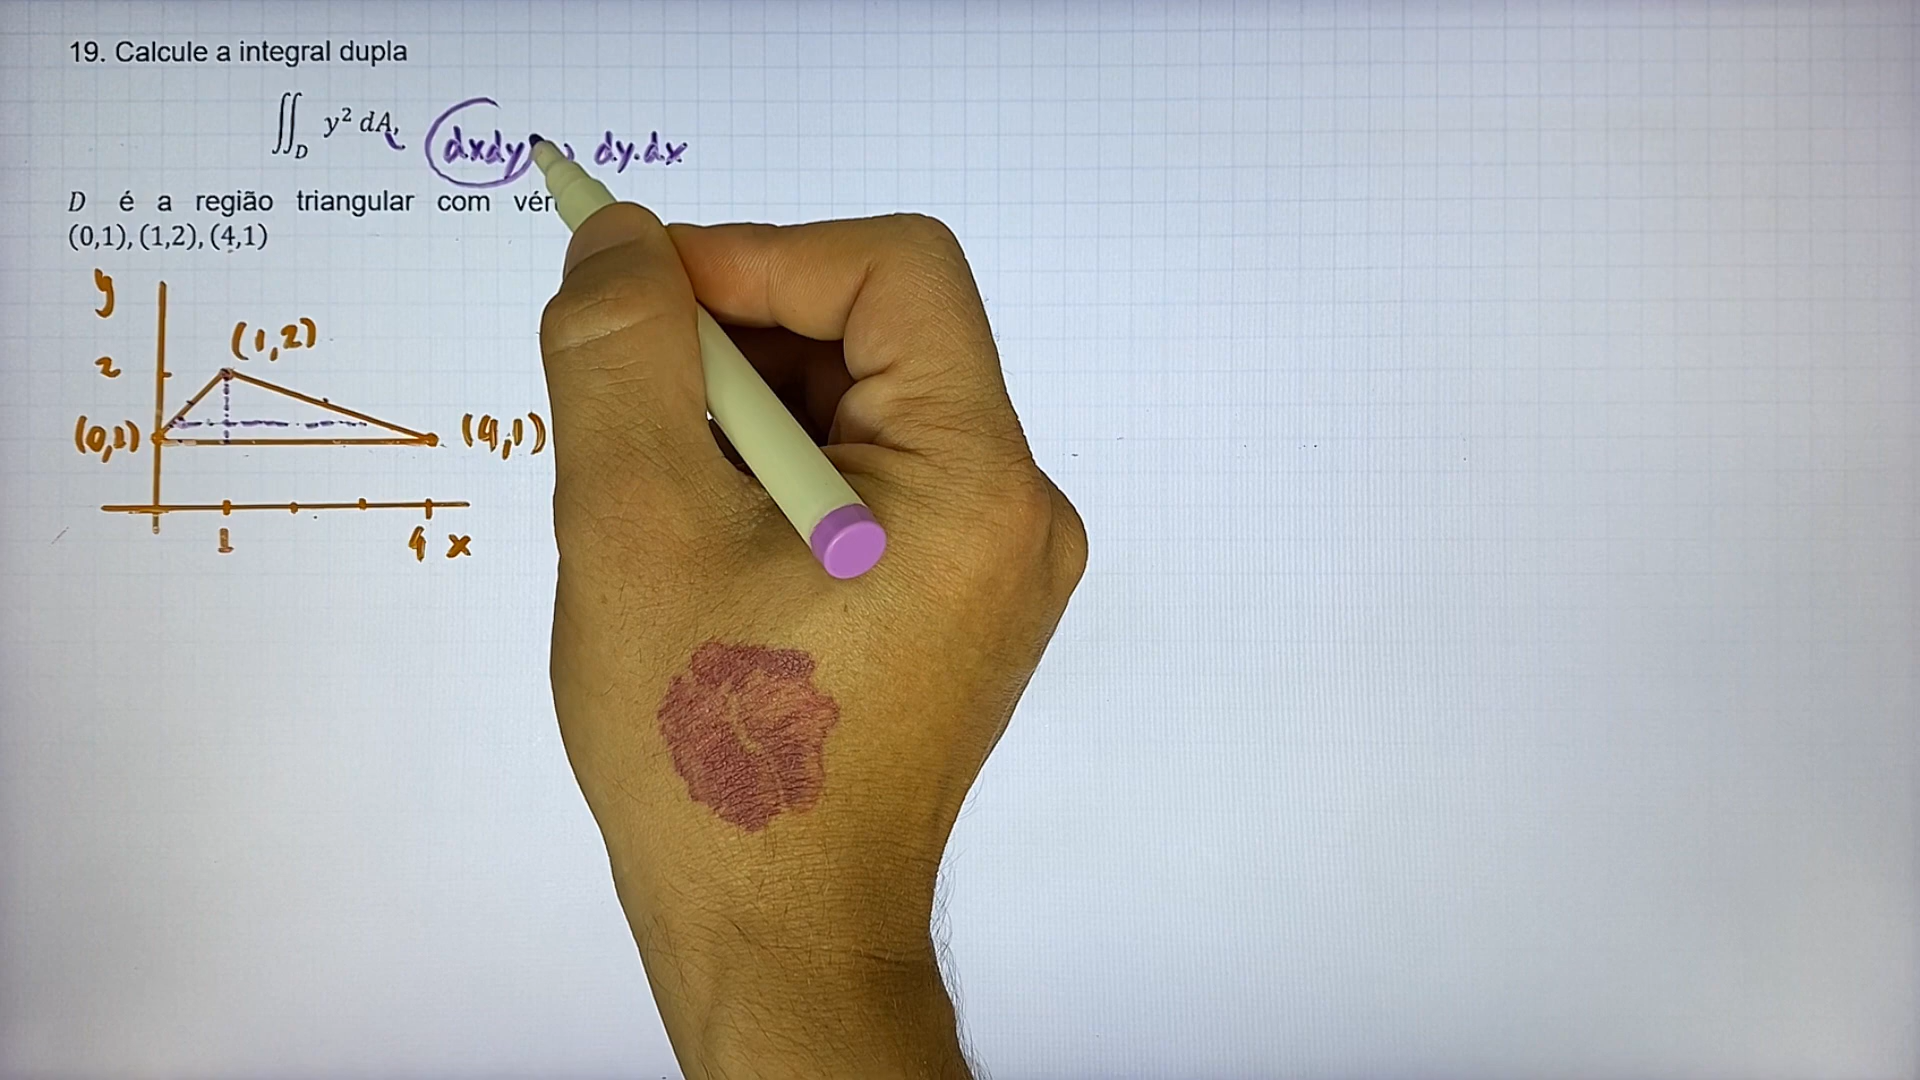 19. Calcule a integral dupla
∬_D y² dA,
dxdy dy.dx
D é a região triangular com
(0,1), (1,2), (4,1)
y
(1,2)
2
(0,1) (4,1)
1 4 x